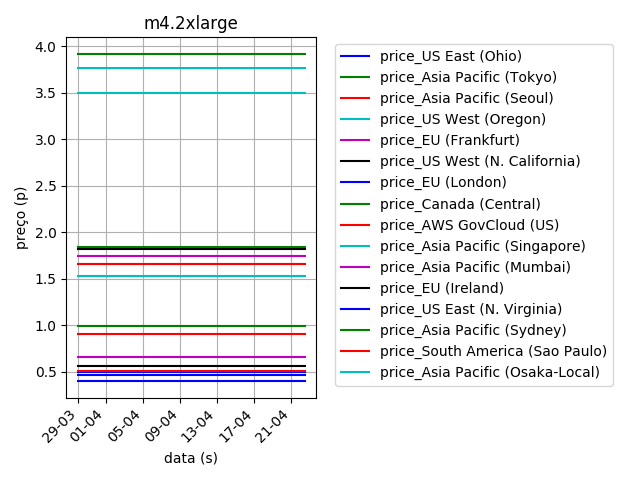 m4.2xlarge
preço (p)
4.0
3.5
3.0
2.5
2.0
1.5
1.0
0.5
29-03
01-04
05-04
09-04
13-04
17-04
21-04
data (s)
price_US East (Ohio)
price_Asia Pacific (Tokyo)
price_Asia Pacific (Seoul)
price_US West (Oregon)
price_EU (Frankfurt)
price_US West (N. California)
price_EU (London)
price_Canada (Central)
price_AWS GovCloud (US)
price_Asia Pacific (Singapore)
price_Asia Pacific (Mumbai)
price_EU (Ireland)
price_US East (N. Virginia)
price_Asia Pacific (Sydney)
price_South America (Sao Paulo)
price_Asia Pacific (Osaka-Local)